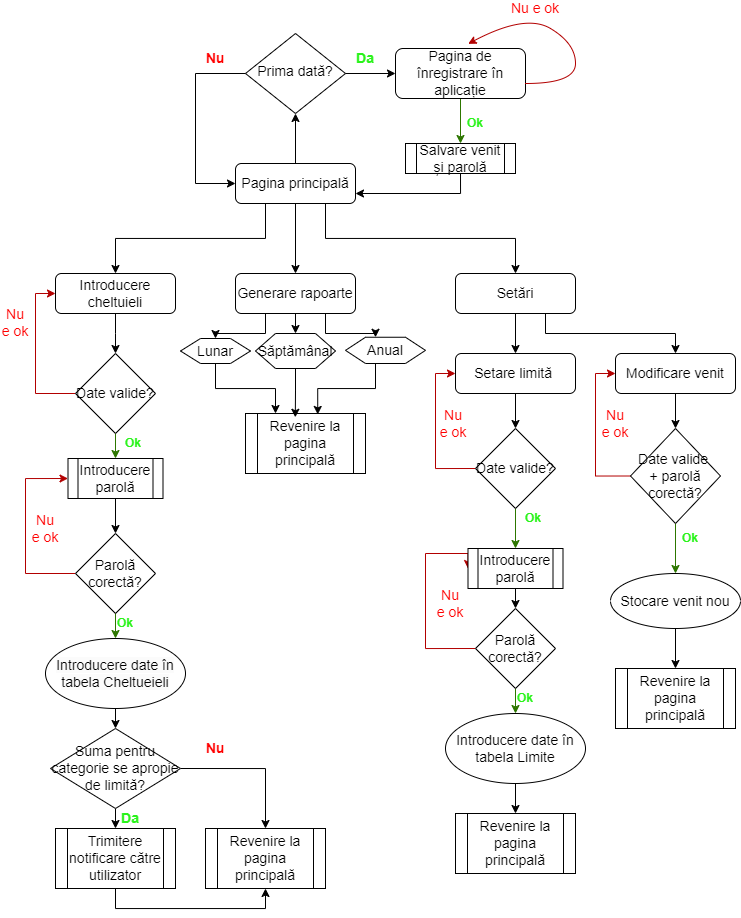 Nu e ok
Nu
Da
Prima dată?
Pagina de
înregistrare în
aplicație
Ok
Salvare venit
și parolă
Pagina principală
Introducere
cheltuieli
Generare rapoarte
Setări
Nu
e ok
Lunar
Săptămânal
Anual
Setare limită
Modificare venit
Date valide?
Nu
e ok
Nu
e ok
Revenire la
pagina
principală
Ok
Date valide?
Date valide
+ parolă
corectă?
Introducere
parolă
Nu
e ok
Ok
Ok
Parolă
corectă?
Introducere
parolă
Nu
e ok
Stocare venit nou
Ok
Parolă
corectă?
Introducere date în
tabela Cheltueieli
Ok
Revenire la
pagina
principală
Suma pentru
categorie se apropie
de limită?
Nu
Introducere date în
tabela Limite
Da
Trimitere
notificare către
utilizator
Revenire la
pagina
principală
Revenire la
pagina
principală